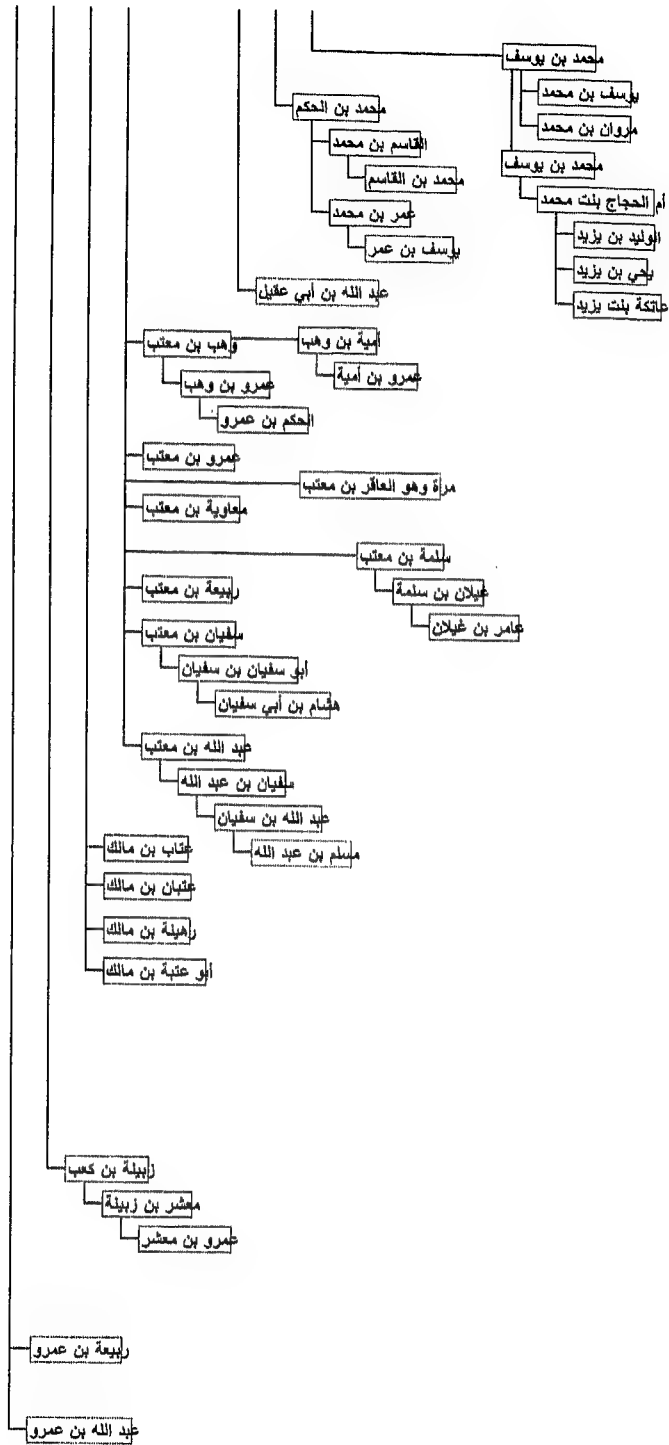 محمد بن يوسف
يوسف بن محمد
محمد بن الحكم
مروان بن محمد
القاسم بن محمد
محمد بن يوسف
محمد بن القاسم
أم الحجاج بنت محمد
عمر بن محمد
الوليد بن يزيد
يوسف بن عمر
يحي بن يزيد
عبد الله بن أبي عقيل
عاتكة بنت يزيد
وهب بن معتب
أمية بن وهب
عمرو بن وهب
عمرو بن أمية
الحكم بن عمرو
عمرو بن معتب
مرة وهو العاقر بن معتب
معاوية بن معتب
سلمة بن معتب
ربيعة بن معتب
غيلان بن سلمة
عامر بن غيلان
سفيان بن معتب
أبو سفيان بن سفيان
هشام بن أبي سفيان
عبد الله بن معتب
سفيان بن عبد الله
عبد الله بن سفيان
مسلم بن عبد الله
عتاب بن مالك
عتبان بن مالك
رهينة بن مالك
أبو عتبة بن مالك
زبينة بن كعب
معشر بن زبينة
عمرو بن معشر
ربيعة بن عمرو
عبد الله بن عمرو